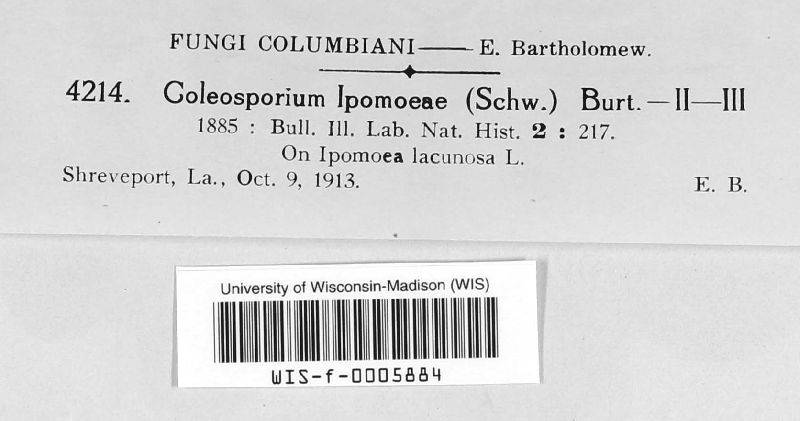 FUNGI COLUMBIANI—— E. Bartholomew.
4214. Coleosporium Ipomoeae (Schw.) Burt.—II—III
1885 : Bull. Ill. Lab. Nat. Hist. 2 : 217.
On Ipomoea lacunosa L.
Shreveport, La., Oct. 9, 1913. E. B.
University of Wisconsin-Madison (WIS)
WIS-f-0005884